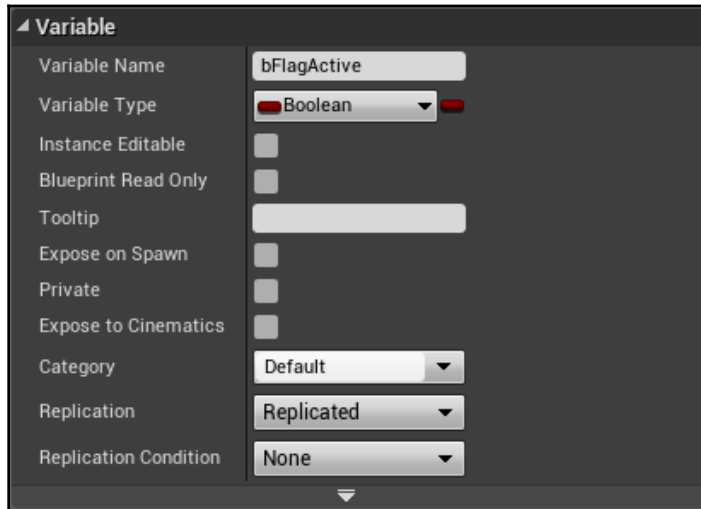 Variable
Variable Name bFlagActive
Variable Type Boolean
Instance Editable
Blueprint Read Only
Tooltip
Expose on Spawn
Private
Expose to Cinematics
Category Default
Replication Replicated
Replication Condition None